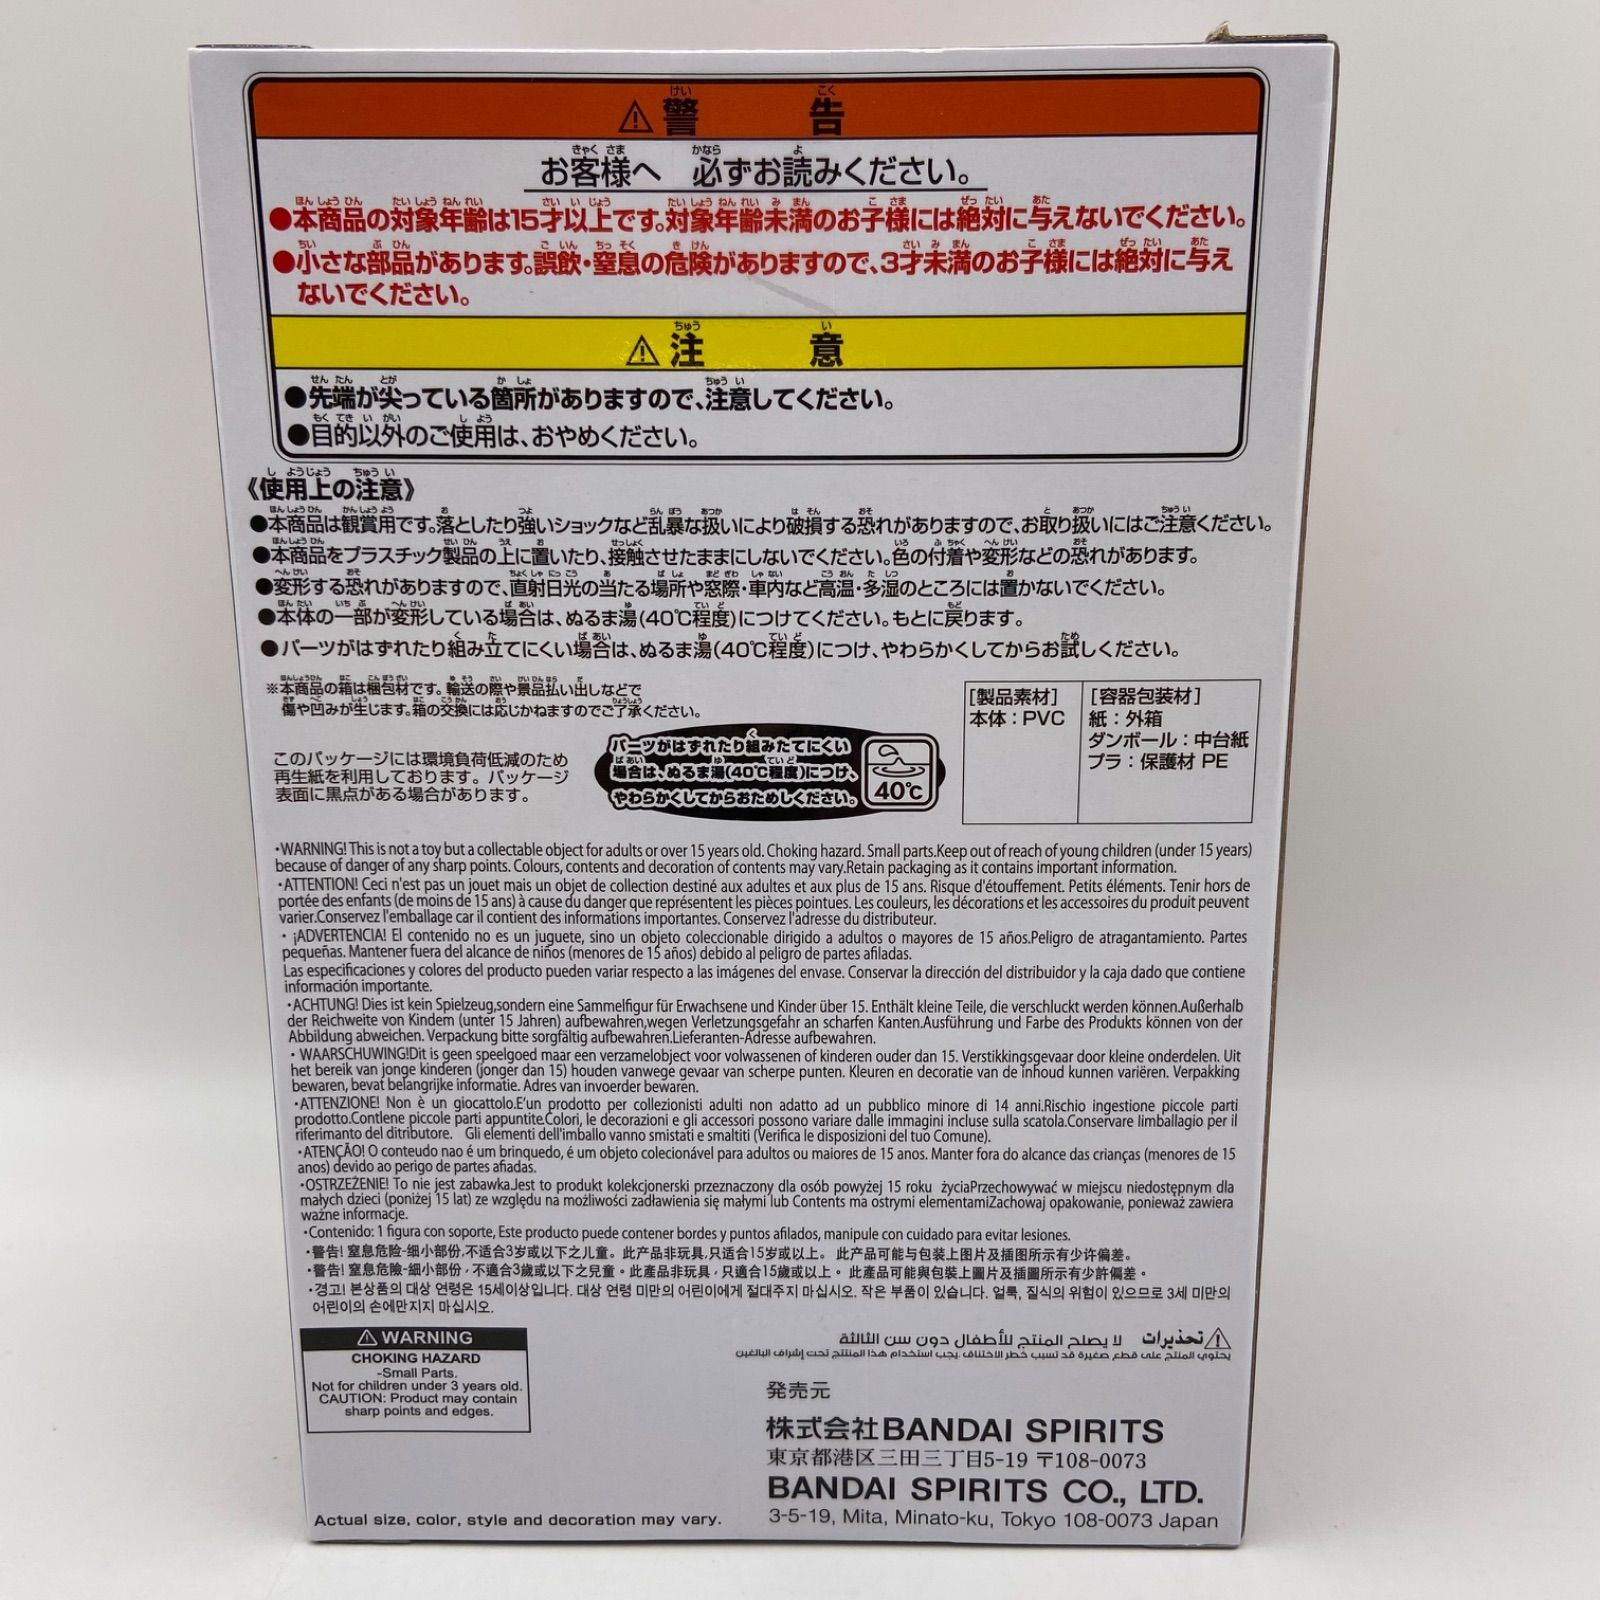 ⚠警告
お客様へ 必ずお読みください。
●本商品の対象年齢は15才以上です。対象年齢未満のお子様には絶対に与えないでください。
●小さな部品があります。誤飲・窒息の危険がありますので、3才未満のお子様には絶対に与え
ないでください。
⚠注意
●先端が尖っている箇所がありますので、注意してください。
●目的以外のご使用は、おやめください。
《使用上の注意》
●本商品は観賞用です。落としたり強いショックなど乱暴な扱いにより破損する恐れがありますので、お取り扱いにはご注意ください。
●本商品をプラスチック製品の上に置いたり、接触させたままにしないでください。色の付着や変形などの恐れがあります。
●変形する恐れがありますので、直射日光の当たる場所や窓際・車内など高温・多湿のところには置かないでください。
●本体の一部が変形している場合は、ぬるま湯(40℃程度)につけてください。もとに戻ります。
●パーツがはずれたり組み立てにくい場合は、ぬるま湯(40℃程度)につけ、やわらかくしてからお試しください。
※本商品の箱は梱包材です。輸送の際や景品払い出しなどで
傷や凹みが生じます。箱の交換には応じかねますのでご了承ください。
このパッケージには環境負荷低減のため
再生紙を利用しております。パッケージ
表面に黒点がある場合があります。
パーツがはずれたり組みたてにくい
場合は、ぬるま湯(40℃程度)につけ、
やわらかくしてからおためしください。
40℃
[製品素材]
本体：PVC
[容器包装材]
紙：外箱
ダンボール：中台紙
プラ：保護材 PE
・WARNING! This is not a toy but a collectable object for adults or over 15 years old. Choking hazard. Small parts.Keep out of reach of young children (under 15 years)
because of danger of any sharp points. Colours, contents and decoration of contents may vary.Retain packaging as it contains important information.
・ATTENTION! Ceci n'est pas un jouet mais un objet de collection destiné aux adultes et aux plus de 15 ans. Risque d'étouffement. Petits éléments. Tenir hors de
portée des enfants (de moins de 15 ans) à cause du danger que représentent les pièces pointues. Les couleurs, les décorations et les accessoires du produit peuvent
varier.Conservez l'emballage car il contient des informations importantes. Conservez l'adresse du distributeur.
・¡ADVERTENCIA! El contenido no es un juguete, sino un objeto coleccionable dirigido a adultos o mayores de 15 años.Peligro de atragantamiento. Partes
pequeñas. Mantener fuera del alcance de niños (menores de 15 años) debido al peligro de partes afiladas.
Las especificaciones y colores del producto pueden variar respecto a las imágenes del envase. Conservar la dirección del distribuidor y la caja dado que contiene
información importante.
・ACHTUNG! Dies ist kein Spielzeug,sondern eine Sammelfigur für Erwachsene und Kinder über 15. Enthält kleine Teile, die verschluckt werden können.Außerhalb
der Reichweite von Kindern (unter 15 Jahren) aufbewahren,wegen Verletzungsgefahr an scharfen Kanten.Ausführung und Farbe des Produkts können von der
Abbildung abweichen. Verpackung bitte sorgfältig aufbewahren.Lieferanten-Adresse aufbewahren.
・WAARSCHUWING!Dit is geen speelgoed maar een verzamelobject voor volwassenen of kinderen ouder dan 15. Verstikkingsgevaar door kleine onderdelen. Uit
het bereik van jonge kinderen (jonger dan 15) houden vanwege gevaar van scherpe punten. Kleuren en decoratie van de inhoud kunnen variëren. Verpakking
bewaren, bevat belangrijke informatie. Adres van invoerder bewaren.
・ATTENZIONE! Non è un giocattolo.E'un prodotto per collezionisti adulti non adatto ad un pubblico minore di 14 anni.Rischio ingestione piccole parti
prodotto.Contiene piccole parti appuntite.Colori, le decorazioni e gli accessori possono variare dalle immagini incluse sulla scatola.Conservare limballagio per il
riferimanto del ditributore. Gli elementi dell'imballo vanno smistati e smaltiti (Verifica le disposizioni del tuo Comune).
・ATENÇÃO! O conteudo nao é um brinquedo, é um objeto colecionável para adultos ou maiores de 15 anos. Manter fora do alcance das crianças (menores de 15
anos) devido ao perigo de partes afiadas.
・OSTRZEŻENIE! To nie jest zabawka.Jest to produkt kolekcjonerski przeznaczony dla osób powyżej 15 roku życiaPrzechowywać w miejscu niedostępnym dla
małych dzieci (poniżej 15 lat) ze względu na możliwości zadławienia się małymi lub Contents ma ostrymi elementamiZachowaj opakowanie, ponieważ zawiera
ważne informacje.
・Contenido: 1 figura con soporte, Este producto puede contener bordes y puntos afilados, manipule con cuidado para evitar lesiones.
・警告! 窒息危险-细小部份,不适合3岁或以下之儿童。此产品非玩具,只适合15岁或以上。 此产品可能与包装上图片及插图所示有少许偏差。
・警告! 窒息危險-細小部份，不適合3歲或以下之兒童。此產品非玩具，只適合15歲或以上。 此產品可能與包裝上圖片及插圖所示有少許偏差。
・경고! 본상품의 대상 연령은 15세이상입니다. 대상 연령 미만의 어린이에게 절대주지 마십시오. 작은 부품이 있습니다. 얼룩, 질식의 위험이 있으므로 3세 미만의
어린이의 손에만지지 마십시오.
⚠ WARNING
CHOKING HAZARD
-Small Parts.
Not for children under 3 years old.
CAUTION: Product may contain
sharp points and edges.
⚠ تحذيرات لا يصلح المنتج للأطفال دون سن الثالثة
يحتوي المنتج على قطع صغيرة قد تسبب خطر الاختناق. يجب استخدام هذا المنتج تحت إشراف البالغين
発売元
株式会社BANDAI SPIRITS
東京都港区三田三丁目5-19 〒108-0073
BANDAI SPIRITS CO., LTD.
3-5-19, Mita, Minato-ku, Tokyo 108-0073 Japan
Actual size, color, style and decoration may vary.